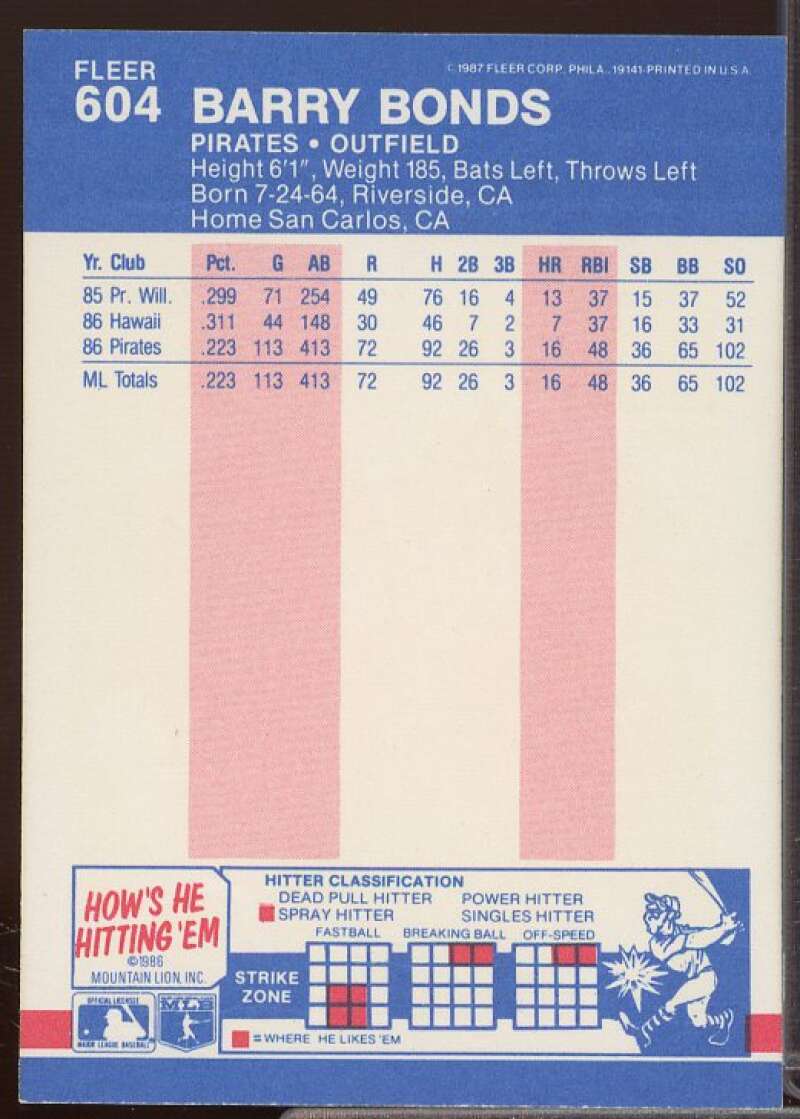 FLEER
© 1987 FLEER CORP. PHILA., 19141-PRINTED IN U.S.A.
604 BARRY BONDS
PIRATES • OUTFIELD
Height 6'1", Weight 185, Bats Left, Throws Left
Born 7-24-64, Riverside, CA
Home San Carlos, CA
Yr. Club Pct. G AB R H 2B 3B HR RBI SB BB SO
85 Pr. Will. .299 71 254 49 76 16 4 13 37 15 37 52
86 Hawaii .311 44 148 30 46 7 2 7 37 16 33 31
86 Pirates .223 113 413 72 92 26 3 16 48 36 65 102
ML Totals .223 113 413 72 92 26 3 16 48 36 65 102
HOW'S HE
HITTING 'EM
©1986
MOUNTAIN LION, INC.
OFFICIAL LICENSEE
MAJOR LEAGUE BASEBALL
HITTER CLASSIFICATION
DEAD PULL HITTER POWER HITTER
SPRAY HITTER SINGLES HITTER
FASTBALL BREAKING BALL OFF-SPEED
STRIKE
ZONE
= WHERE HE LIKES 'EM